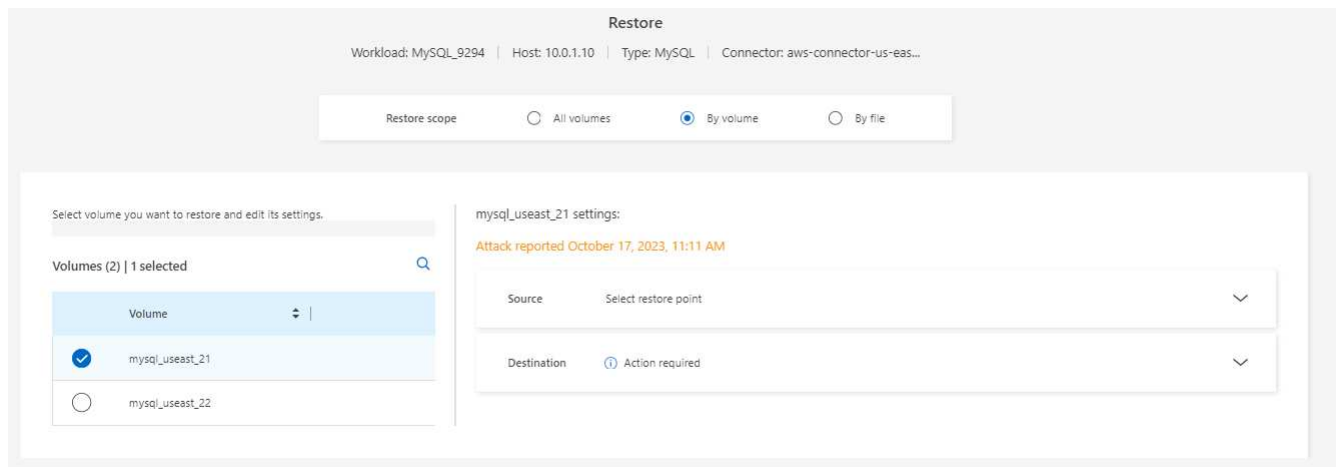 Restore
Workload: MySQL_9294 | Host: 10.0.1.10 | Type: MySQL | Connector: aws-connector-us-eas...
Restore scope All volumes By volume By file
Select volume you want to restore and edit its settings.
Volumes (2) | 1 selected
Volume
mysql_useast_21
mysql_useast_22
mysql_useast_21 settings:
Attack reported October 17, 2023, 11:11 AM
Source Select restore point
Destination Action required